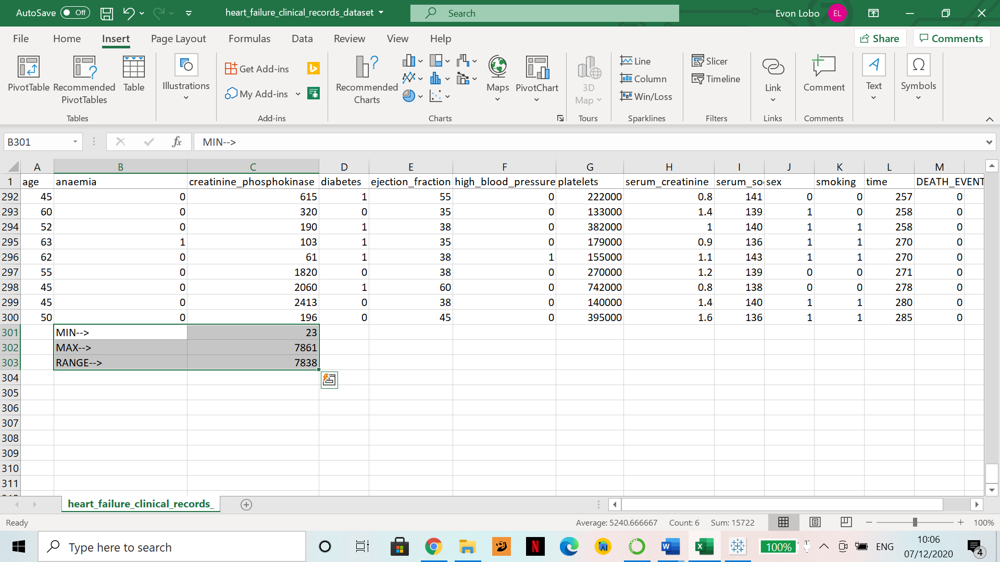 AutoSave Off heart_failure_clinical_records_dataset Search Evon Lobo EL
File Home Insert Page Layout Formulas Data Review View Help Share Comments
PivotTable Recommended PivotTables Table Illustrations Get Add-ins My Add-ins Recommended Charts Maps PivotChart 3D Map Line Column Win/Loss Slicer Timeline Link Comment Text Symbols
Tables Add-ins Charts Tours Sparklines Filters Links Comments
B301 fx MIN-->
A B C D E F G H I J K L M
1 age anaemia creatinine_phosphokinase diabetes ejection_fraction high_blood_pressure platelets serum_creatinine serum_so sex smoking time DEATH_EVENT
292 45 0 615 1 55 0 222000 0.8 141 0 0 257 0
293 60 0 320 0 35 0 133000 1.4 139 1 0 258 0
294 52 0 190 1 38 0 382000 1 140 1 1 258 0
295 63 1 103 1 35 0 179000 0.9 136 1 1 270 0
296 62 0 61 1 38 1 155000 1.1 143 1 1 270 0
297 55 0 1820 0 38 0 270000 1.2 139 0 0 271 0
298 45 0 2060 1 60 0 742000 0.8 138 0 0 278 0
299 45 0 2413 0 38 0 140000 1.4 140 1 1 280 0
300 50 0 196 0 45 0 395000 1.6 136 1 1 285 0
301 MIN--> 23
302 MAX--> 7861
303 RANGE--> 7838
304
305
306
307
308
309
310
311
heart_failure_clinical_records_
Ready Average: 5240.666667 Count: 6 Sum: 15722 100%
Type here to search 100% ENG 10:06
07/12/2020 4